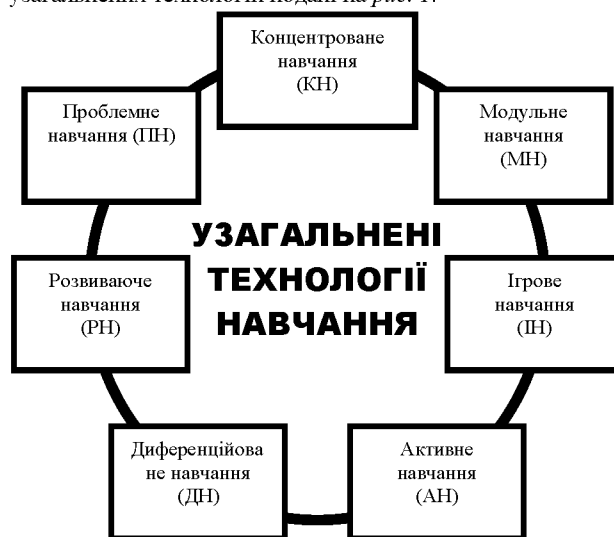 узагальнення технологій подані на рис. 1.
Концентроване
навчання
(КН)
Проблемне
навчання (ПН)
Модульне
навчання
(МН)
УЗАГАЛЬНЕНІ
ТЕХНОЛОГІЇ
НАВЧАННЯ
Розвиваюче
навчання
(РН)
Ігрове
навчання
(ІН)
Диференційова
не навчання
(ДН)
Активне
навчання
(АН)